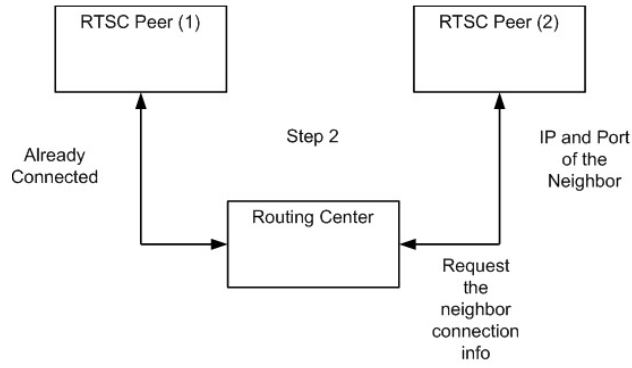 RTSC Peer (1)
RTSC Peer (2)
Already
Connected
Step 2
IP and Port
of the
Neighbor
Routing Center
Request
the
neighbor
connection
info